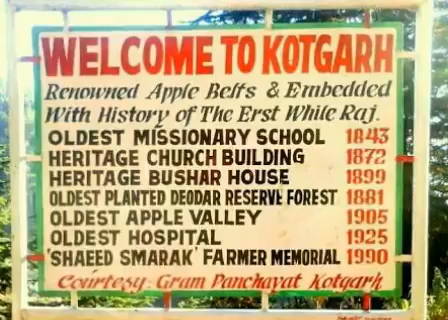 WELCOME TO KOTGARH
Renowned Apple Belts & Embedded
With History of The Erst While Raj.
OLDEST MISSIONARY SCHOOL 1843
HERITAGE CHURCH BUILDING 1872
HERITAGE BUSHAR HOUSE 1899
OLDEST PLANTED DEODAR RESERVE FOREST 1881
OLDEST APPLE VALLEY 1905
OLDEST HOSPITAL 1925
'SHAEED SMARAK' FARMER MEMORIAL 1990
Courtesy: Gram Panchayat Kotgarh